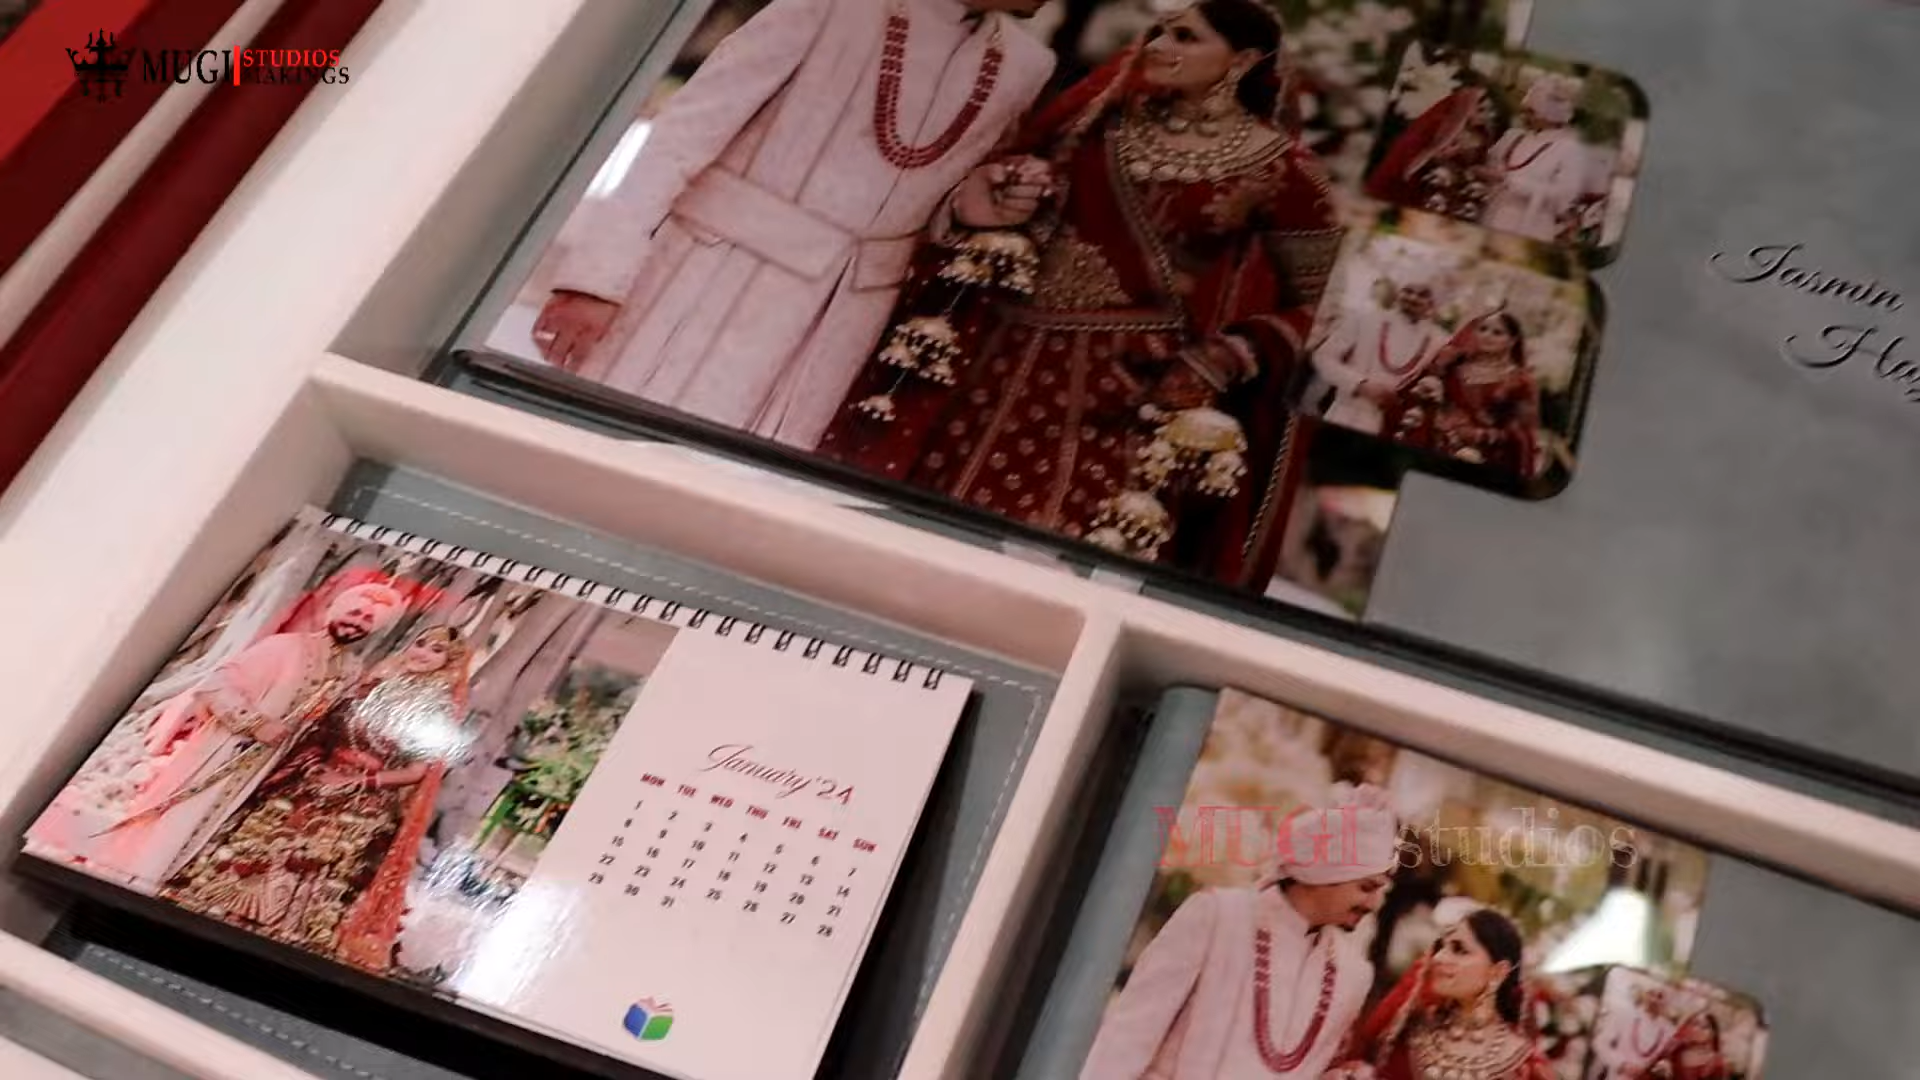 MUGI STUDIOS
MAKINGS
Jasmin
January '24
MON TUE WED THU FRI SAT SUN
1 2 3 4 5 6 7
8 9 10 11 12 13 14
15 16 17 18 19 20 21
22 23 24 25 26 27 28
29 30 31
MUGI studios